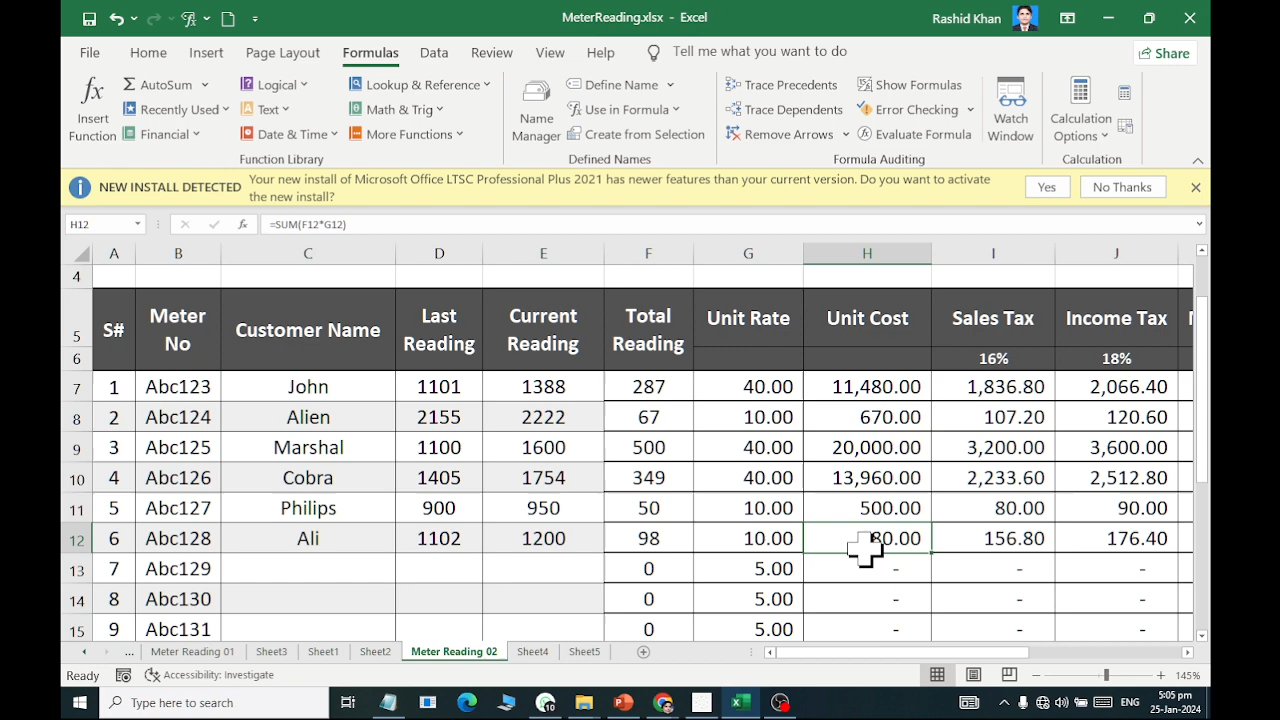 MeterReading.xlsx - Excel
Rashid Khan
File Home Insert Page Layout Formulas Data Review View Help Tell me what you want to do Share
fx Insert Function
Σ AutoSum
Recently Used
Financial
Logical
Text
Date & Time
Lookup & Reference
Math & Trig
More Functions
Function Library
Name Manager
Define Name
Use in Formula
Create from Selection
Defined Names
Trace Precedents
Trace Dependents
Remove Arrows
Show Formulas
Error Checking
Evaluate Formula
Formula Auditing
Watch Window
Calculation Options
Calculation
NEW INSTALL DETECTED Your new install of Microsoft Office LTSC Professional Plus 2021 has newer features than your current version. Do you want to activate
the new install?
Yes No Thanks
H12 fx =SUM(F12*G12)
A B C D E F G H I J
4
5 S# Meter No Customer Name Last Reading Current Reading Total Reading Unit Rate Unit Cost Sales Tax Income Tax
6 16% 18%
7 1 Abc123 John 1101 1388 287 40.00 11,480.00 1,836.80 2,066.40
8 2 Abc124 Alien 2155 2222 67 10.00 670.00 107.20 120.60
9 3 Abc125 Marshal 1100 1600 500 40.00 20,000.00 3,200.00 3,600.00
10 4 Abc126 Cobra 1405 1754 349 40.00 13,960.00 2,233.60 2,512.80
11 5 Abc127 Philips 900 950 50 10.00 500.00 80.00 90.00
12 6 Abc128 Ali 1102 1200 98 10.00 80.00 156.80 176.40
13 7 Abc129 0 5.00 - - -
14 8 Abc130 0 5.00 - - -
15 9 Abc131 0 5.00 - - -
... Meter Reading 01 Sheet3 Sheet1 Sheet2 Meter Reading 02 Sheet4 Sheet5
Ready Accessibility: Investigate 145%
Type here to search
10
ENG
5:05 pm
25-Jan-2024